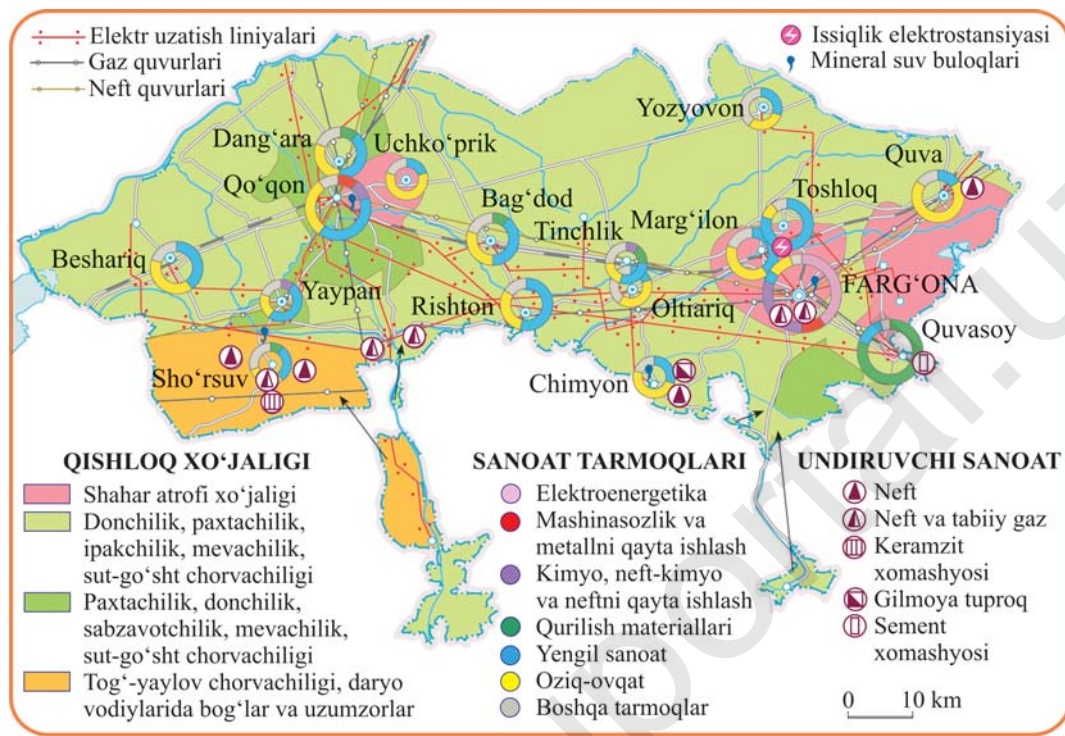 Elektr uzatish liniyalari
Gaz quvurlari
Neft quvurlari
Issiqlik elektrostansiyasi
Mineral suv buloqlari
Yozyovon
Dang‘ara
Uchko‘prik
Quva
Qo‘qon
Bag‘dod
Toshloq
Tinchlik
Marg‘ilon
Beshariq
Yaypan
Rishton
Oltiariq
FARG‘ONA
Quvasoy
Sho‘rsuv
Chimyon
QISHLOQ XO‘JALIGI
Shahar atrofi xo‘jaligi
Donchilik, paxtachilik,
ipakchilik, mevachilik,
sut-go‘sht chorvachiligi
Paxtachilik, donchilik,
sabzavotchilik, mevachilik,
sut-go‘sht chorvachiligi
Tog‘-yaylov chorvachiligi, daryo
vodiylarida bog‘lar va uzumzorlar
SANOAT TARMOQLARI
Elektroenergetika
Mashinasozlik va
metallni qayta ishlash
Kimyo, neft-kimyo
va neftni qayta ishlash
Qurilish materiallari
Yengil sanoat
Oziq-ovqat
Boshqa tarmoqlar
UNDIRUVCHI SANOAT
Neft
Neft va tabiiy gaz
Keramzit
xomashyosi
Gilmoya tuproq
Sement
xomashyosi
0 10 km